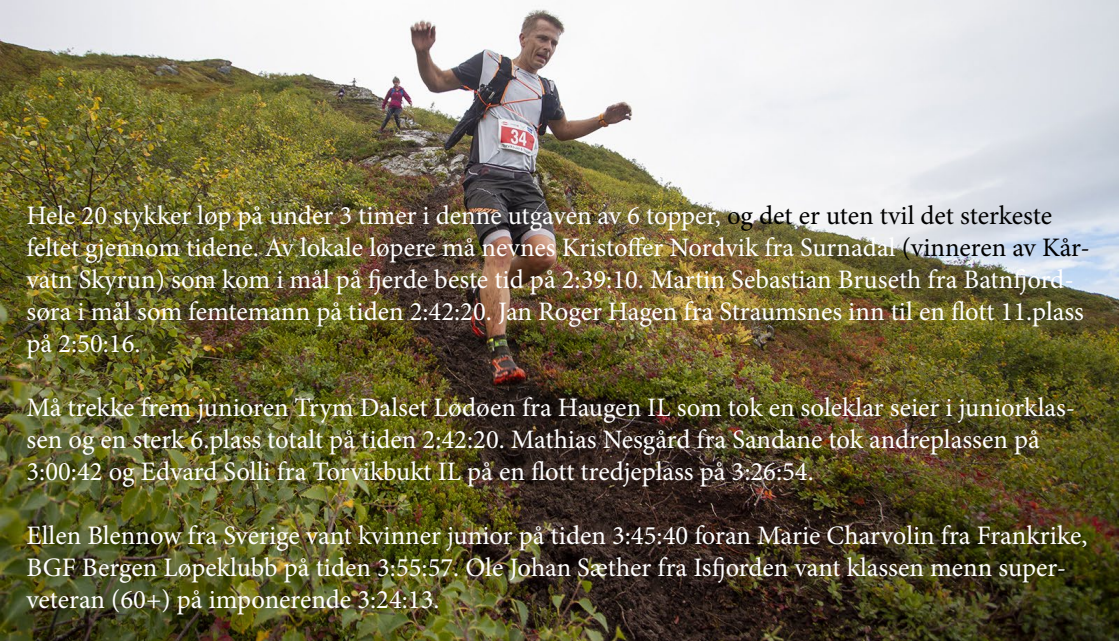 34
Hele 20 stykker løp på under 3 timer i denne utgaven av 6 topper, og det er uten tvil det sterkeste
feltet gjennom tidene. Av lokale løpere må nevnes Kristoffer Nordvik fra Surnadal (vinneren av Kår-
vatn Skyrun) som kom i mål på fjerde beste tid på 2:39:10. Martin Sebastian Bruseth fra Batnfjord-
søra i mål som femtemann på tiden 2:42:20. Jan Roger Hagen fra Straumsnes inn til en flott 11.plass
på 2:50:16.
Må trekke frem junioren Trym Dalset Lødøen fra Haugen IL som tok en soleklar seier i juniorklas-
sen og en sterk 6.plass totalt på tiden 2:42:20. Mathias Nesgård fra Sandane tok andreplassen på
3:00:42 og Edvard Solli fra Torvikbukt IL på en flott tredjeplass på 3:26:54.
Ellen Blennow fra Sverige vant kvinner junior på tiden 3:45:40 foran Marie Charvolin fra Frankrike,
BGF Bergen Løpeklubb på tiden 3:55:57. Ole Johan Sæther fra Isfjorden vant klassen menn super-
veteran (60+) på imponerende 3:24:13.